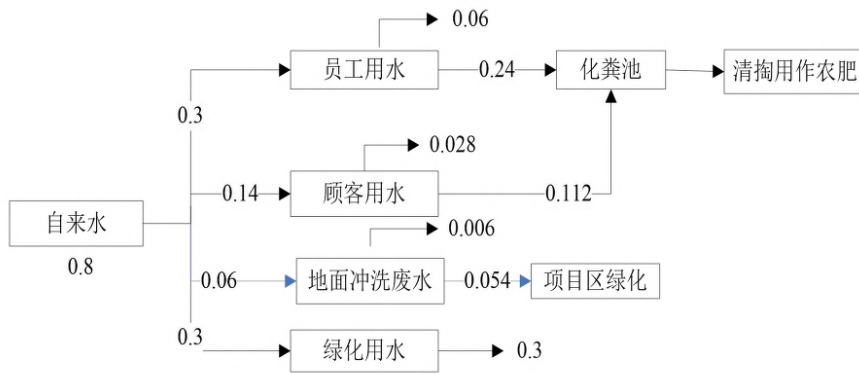 0.06
员工用水
0.24
化粪池
清掏用作农肥
0.3
0.028
0.14
顾客用水
0.112
自来水
0.8
0.006
0.06
地面冲洗废水
0.054
项目区绿化
0.3
绿化用水
0.3